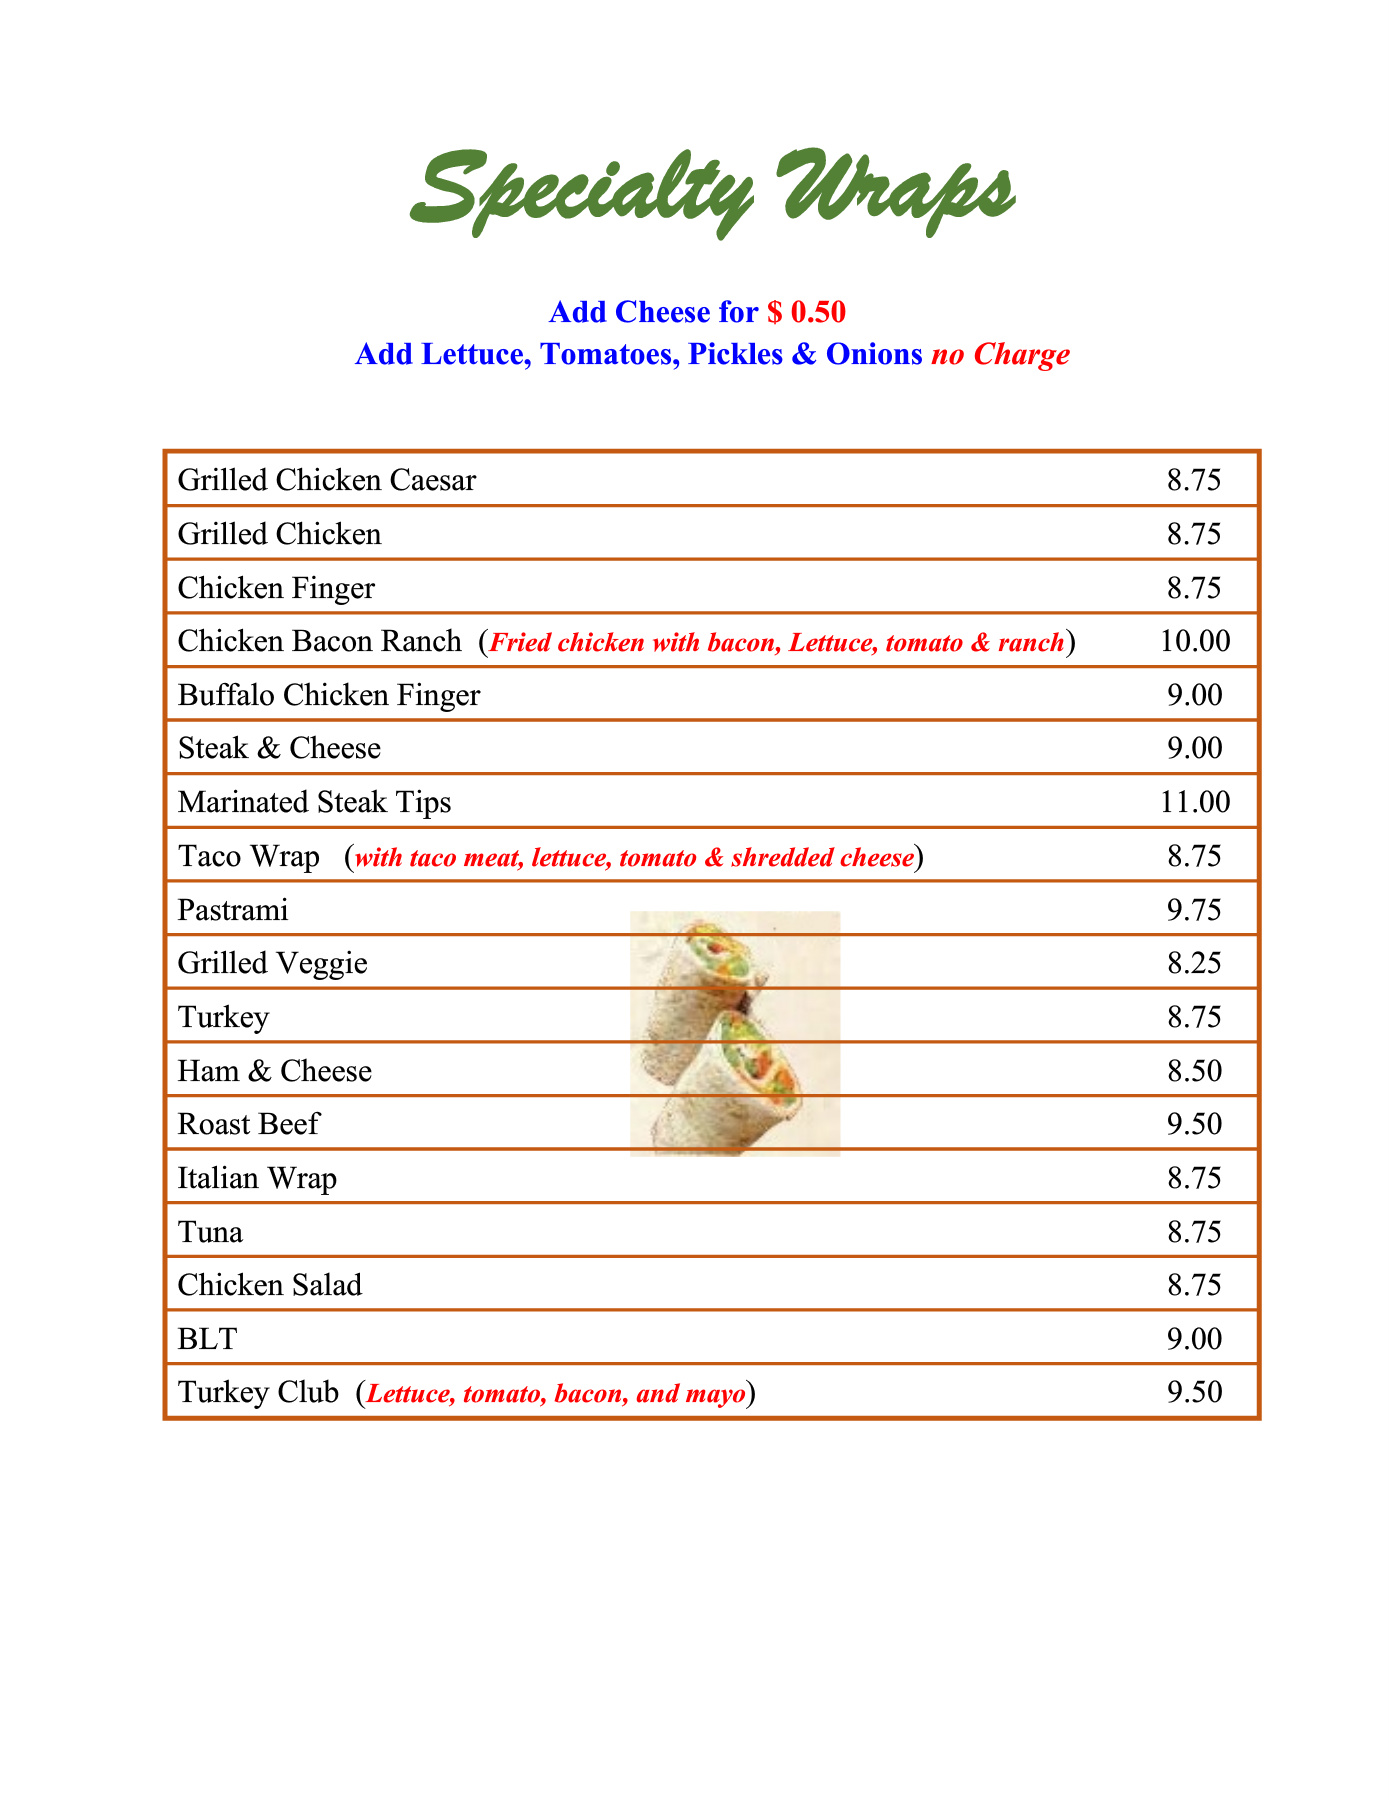 Specialty Wraps
Add Cheese for $ 0.50
Add Lettuce, Tomatoes, Pickles & Onions no Charge
Grilled Chicken Caesar 8.75
Grilled Chicken 8.75
Chicken Finger 8.75
Chicken Bacon Ranch (Fried chicken with bacon, Lettuce, tomato & ranch) 10.00
Buffalo Chicken Finger 9.00
Steak & Cheese 9.00
Marinated Steak Tips 11.00
Taco Wrap (with taco meat, lettuce, tomato & shredded cheese) 8.75
Pastrami 9.75
Grilled Veggie 8.25
Turkey 8.75
Ham & Cheese 8.50
Roast Beef 9.50
Italian Wrap 8.75
Tuna 8.75
Chicken Salad 8.75
BLT 9.00
Turkey Club (Lettuce, tomato, bacon, and mayo) 9.50